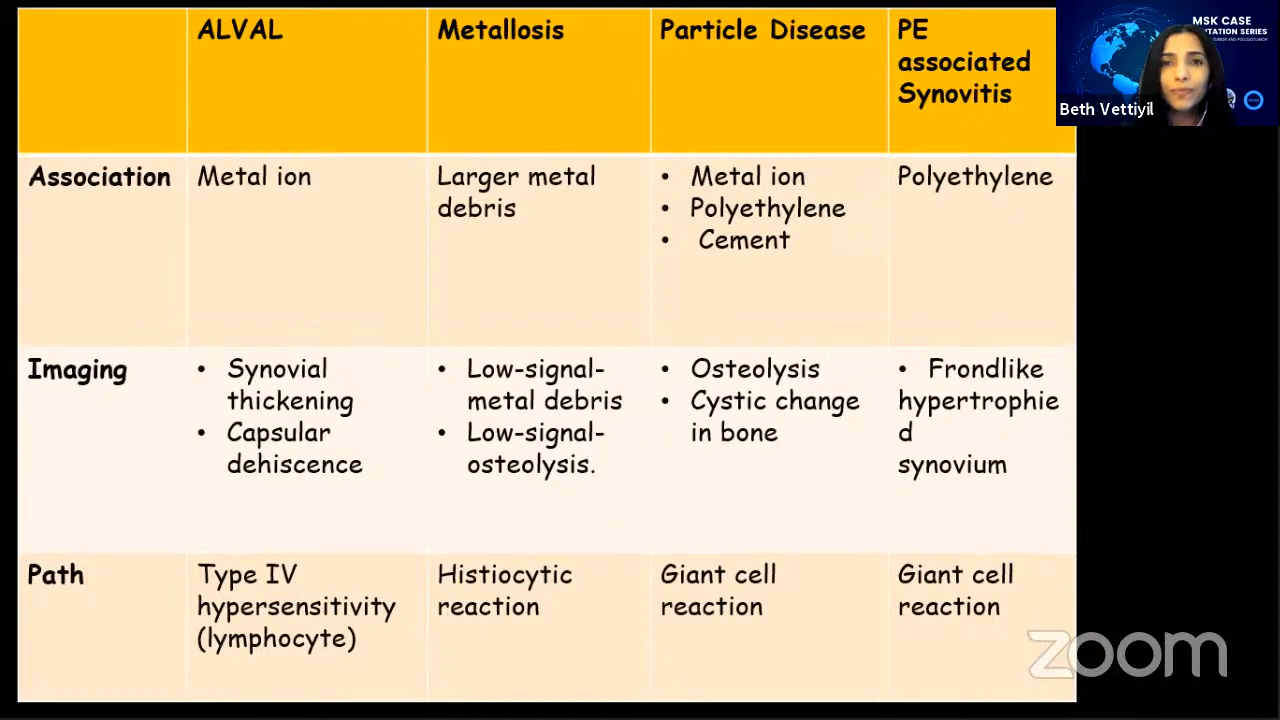 ALVAL
Metallosis
Particle Disease
PE
associated
Synovitis
Association
Metal ion
Larger metal
debris
• Metal ion
• Polyethylene
• Cement
Polyethylene
Imaging
• Synovial
thickening
• Capsular
dehiscence
• Low-signal-
metal debris
• Low-signal-
osteolysis.
• Osteolysis
• Cystic change
in bone
• Frondlike
hypertrophie
d
synovium
Path
Type IV
hypersensitivity
(lymphocyte)
Histiocytic
reaction
Giant cell
reaction
Giant cell
reaction
MSK CASE
TATION SERIES
Beth Vettiyil
zoom